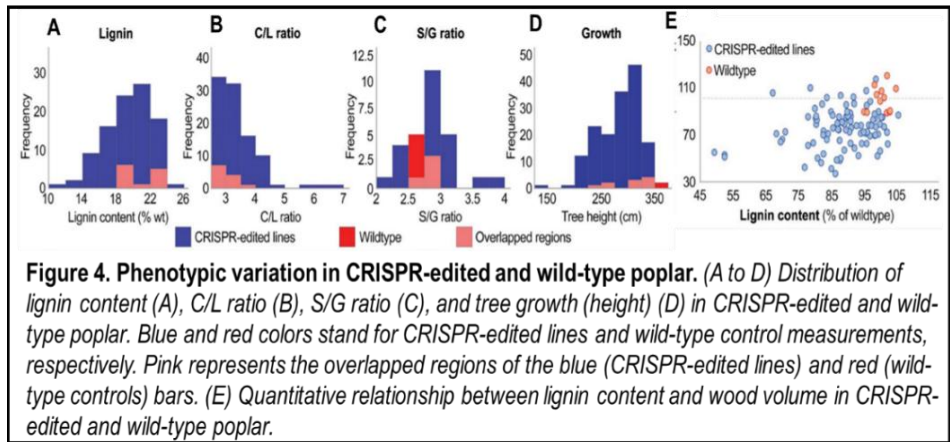 A Lignin
B C/L ratio
C S/G ratio
D Growth
E
Frequency
30
20
10
0
10 14 18 22 26
Lignin content (% wt)
Frequency
40
30
20
10
0
3 4 5 6 7
C/L ratio
Frequency
12.5
10
7.5
5
2.5
0
2 2.5 3 3.5 4
S/G ratio
Frequency
50
40
30
20
10
0
150 250 350
Tree height (cm)
150
110
70
30
CRISPR-edited lines
Wildtype
45 55 65 75 85 95 105 115
Lignin content (% of wildtype)
CRISPR-edited lines Wildtype Overlapped regions
Figure 4. Phenotypic variation in CRISPR-edited and wild-type poplar. (A to D) Distribution of
lignin content (A), C/L ratio (B), S/G ratio (C), and tree growth (height) (D) in CRISPR-edited and wild-
type poplar. Blue and red colors stand for CRISPR-edited lines and wild-type control measurements,
respectively. Pink represents the overlapped regions of the blue (CRISPR-edited lines) and red (wild-
type controls) bars. (E) Quantitative relationship between lignin content and wood volume in CRISPR-
edited and wild-type poplar.